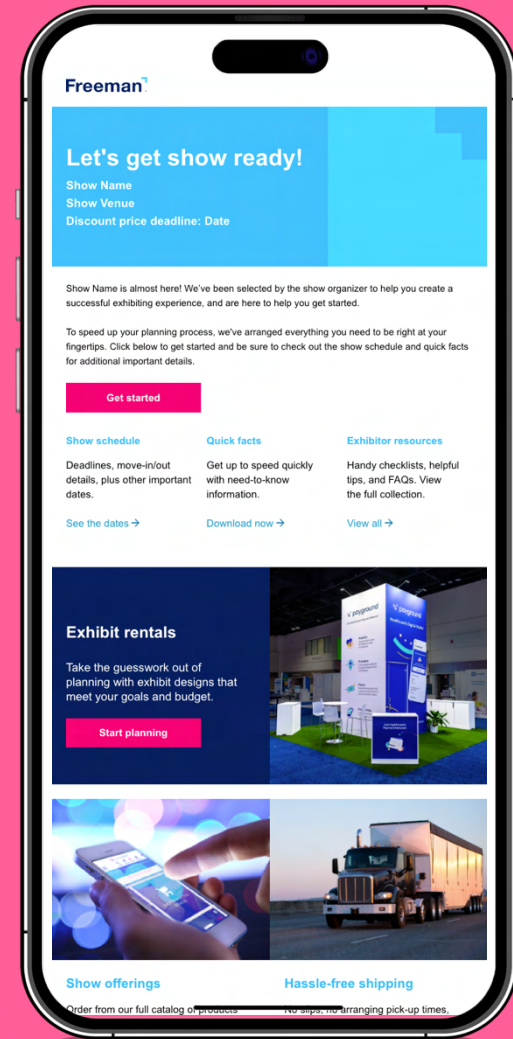 Freeman
Let's get show ready!
Show Name
Show Venue
Discount price deadline: Date
Show Name is almost here! We've been selected by the show organizer to help you create a
successful exhibiting experience, and are here to help you get started.
To speed up your planning process, we've arranged everything you need to be right at your
fingertips. Click below to get started and be sure to check out the show schedule and quick facts
for additional important details.
Get started
Show schedule
Deadlines, move-in/out
details, plus other important
dates.
See the dates →
Quick facts
Get up to speed quickly
with need-to-know
information.
Download now →
Exhibitor resources
Handy checklists, helpful
tips, and FAQs. View
the full collection.
View all →
Exhibit rentals
Take the guesswork out of
planning with exhibit designs that
meet your goals and budget.
Start planning
payground
payground
Show offerings
Order from our full catalog of products
Hassle-free shipping
No slips, no arranging pick-up times,